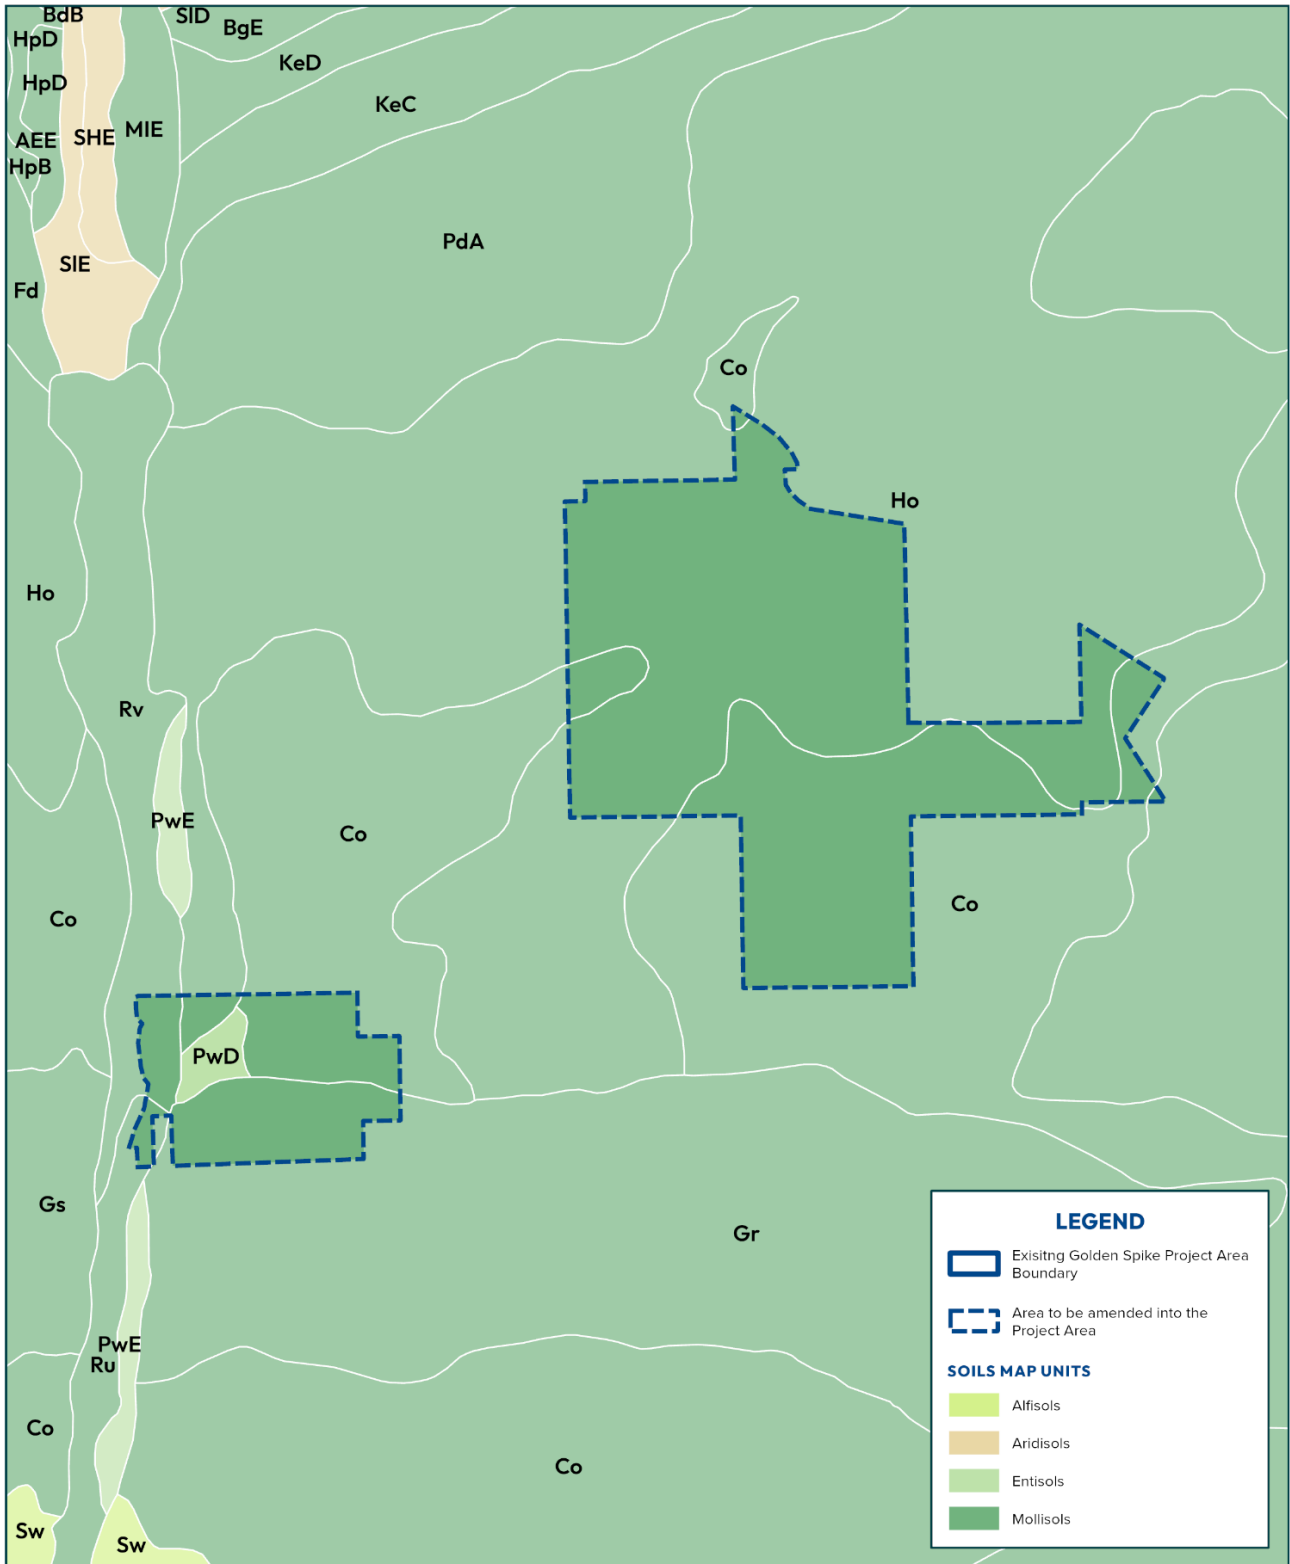 BdB
SID
BgE
HpD
KeD
HpD
KeC
MIE
SHE
AEE
HpB
PdA
SIE
Fd
Co
Ho
Ho
Rv
PwE
Co
Co
Co
PwD
Gs
Gr
PwE
Ru
Co
Co
Sw
Sw
LEGEND
Exisitng Golden Spike Project Area
Boundary
Area to be amended into the
Project Area
SOILS MAP UNITS
Alfisols
Aridisols
Entisols
Mollisols